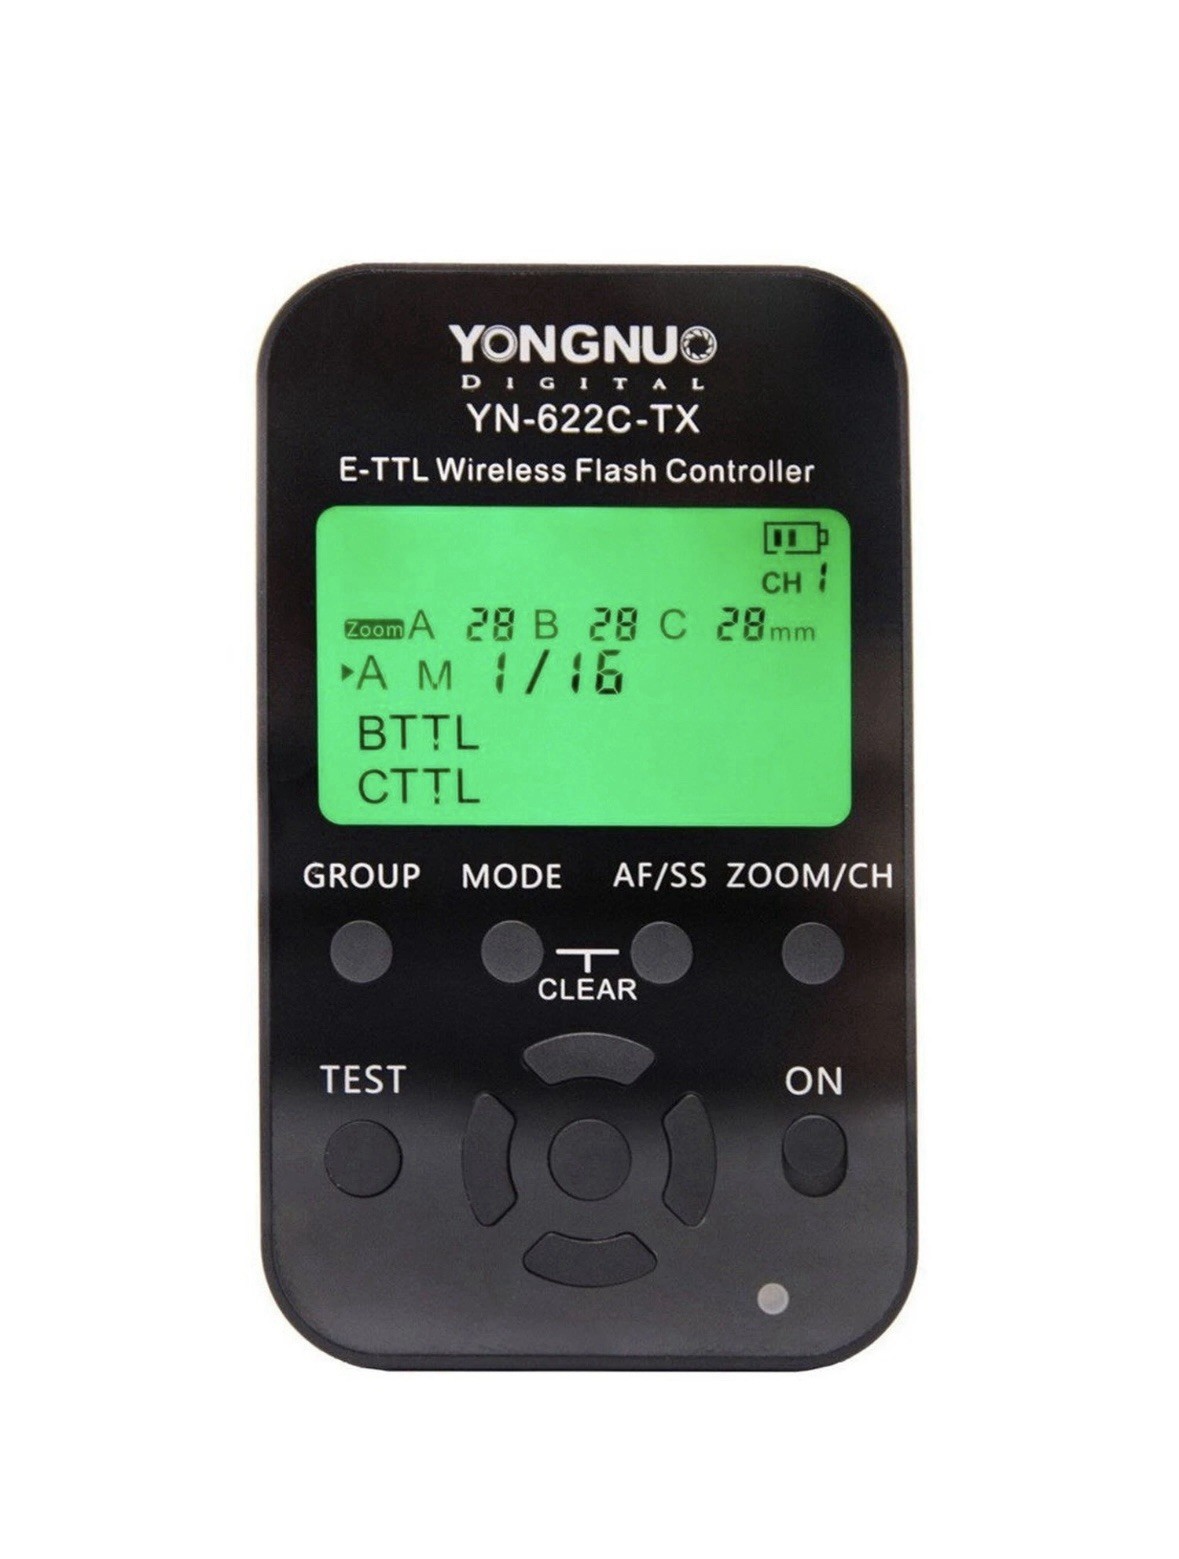 YONGNUO
DIGITAL
YN-622C-TX
E-TTL Wireless Flash Controller
CH 1
Zoom A 28 B 28 C 28mm
A M 1/16
BTTL
CTTL
GROUP MODE AF/SS ZOOM/CH
CLEAR
TEST ON